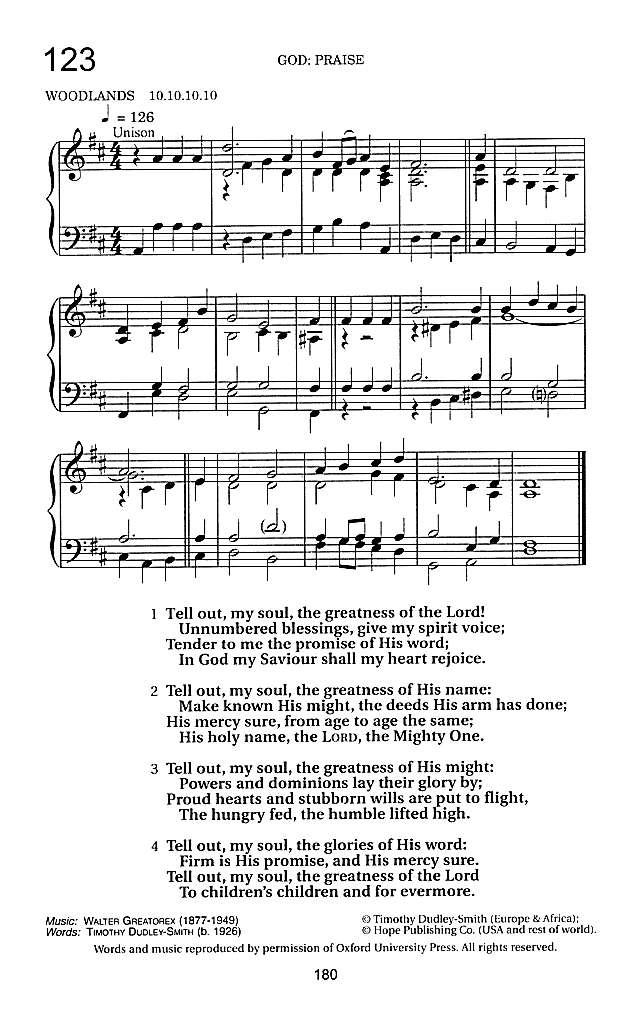 123
GOD: PRAISE
WOODLANDS 10.10.10.10
♩ = 126
Unison
1 Tell out, my soul, the greatness of the Lord!
Unnumbered blessings, give my spirit voice;
Tender to me the promise of His word;
In God my Saviour shall my heart rejoice.
2 Tell out, my soul, the greatness of His name:
Make known His might, the deeds His arm has done;
His mercy sure, from age to age the same;
His holy name, the LORD, the Mighty One.
3 Tell out, my soul, the greatness of His might:
Powers and dominions lay their glory by;
Proud hearts and stubborn wills are put to flight,
The hungry fed, the humble lifted high.
4 Tell out, my soul, the glories of His word:
Firm is His promise, and His mercy sure.
Tell out, my soul, the greatness of the Lord
To children's children and for evermore.
Music: WALTER GREATOREX (1877-1949)
Words: TIMOTHY DUDLEY-SMITH (b. 1926)
© Timothy Dudley-Smith (Europe & Africa);
© Hope Publishing Co. (USA and rest of world).
Words and music reproduced by permission of Oxford University Press. All rights reserved.
180